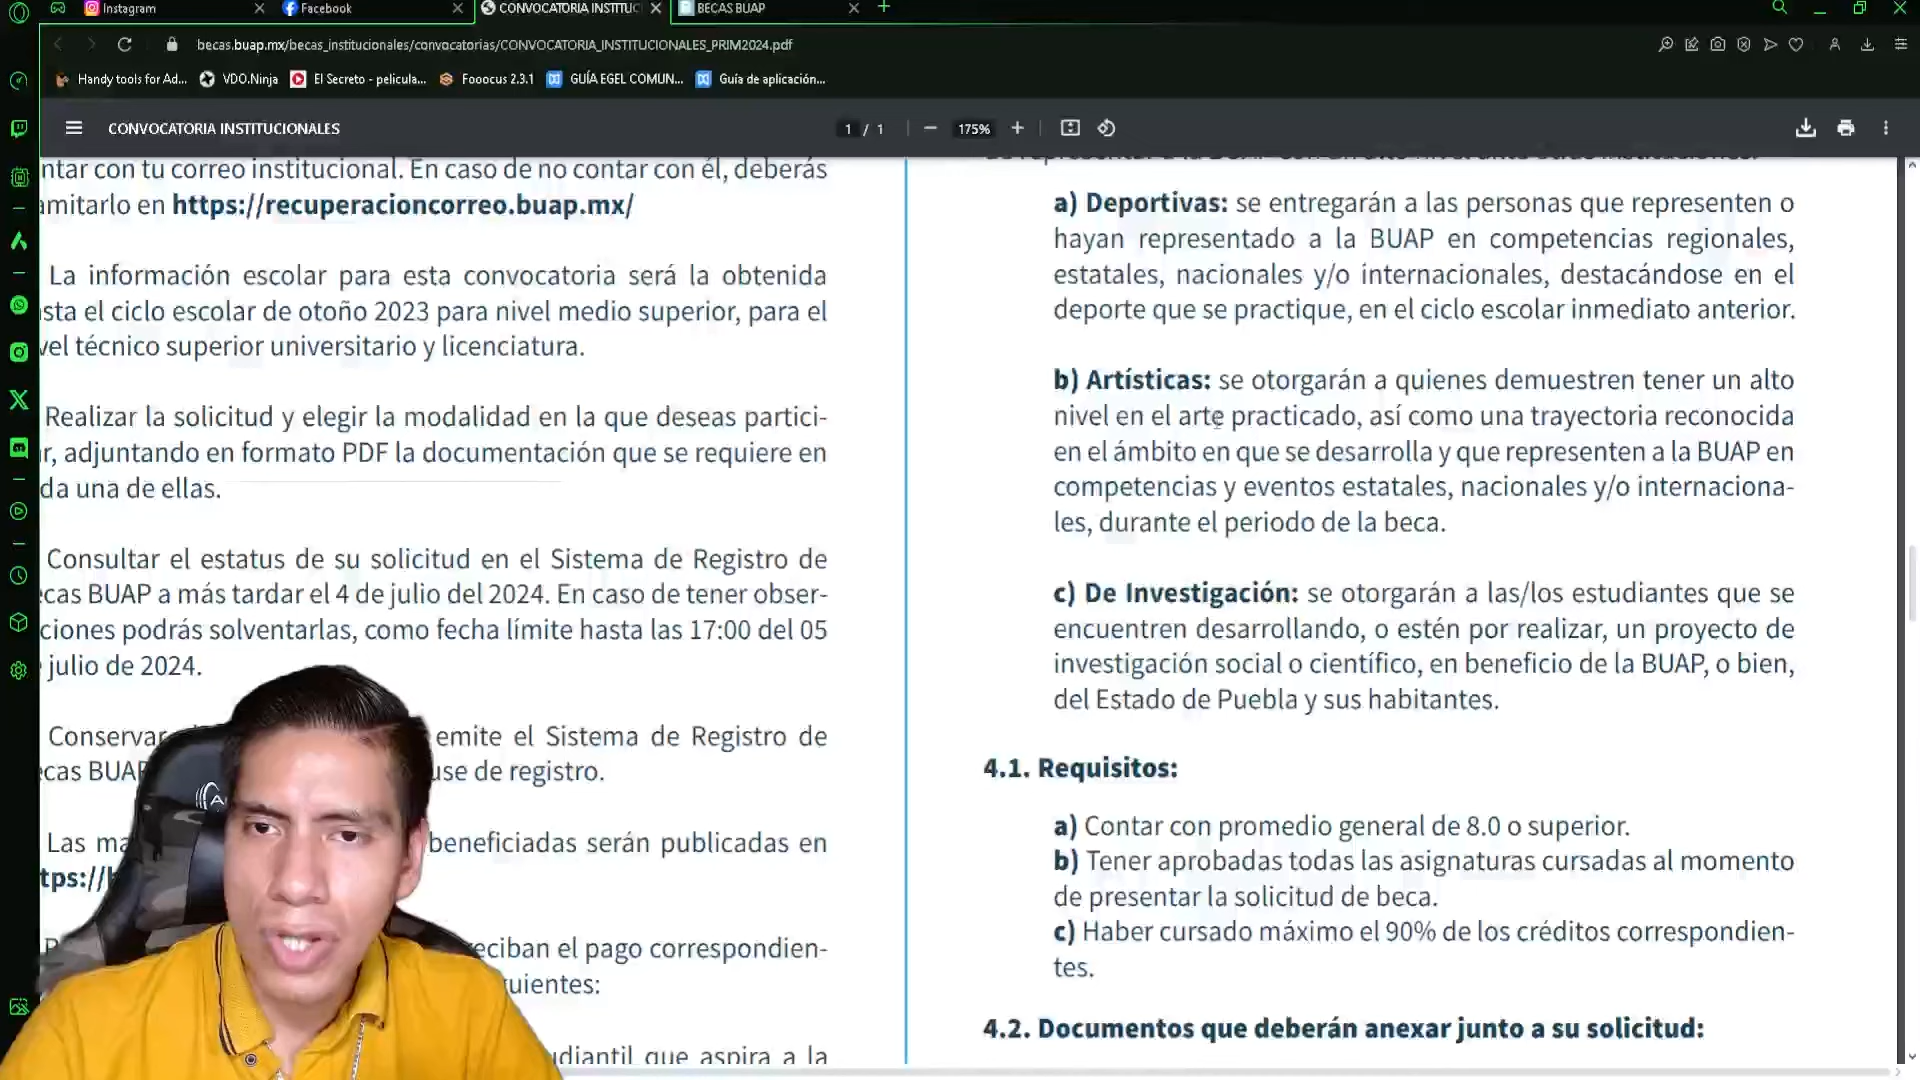 Instagram
Facebook
CONVOCATORIA INSTITUC
BECAS BUAP
becas.buap.mx/becas_institucionales/convocatorias/CONVOCATORIA_INSTITUCIONALES_PRIM2024.pdf
Handy tools for Ad...
VDO.Ninja
El Secreto - pelicula...
Fooocus 2.3.1
GUÍA EGEL COMUN...
Guía de aplicación...
CONVOCATORIA INSTITUCIONALES
1 / 1
175%
ntar con tu correo institucional. En caso de no contar con él, deberás
amitarlo en https://recuperacioncorreo.buap.mx/
La información escolar para esta convocatoria será la obtenida
sta el ciclo escolar de otoño 2023 para nivel medio superior, para el
vel técnico superior universitario y licenciatura.
Realizar la solicitud y elegir la modalidad en la que deseas partici-
r, adjuntando en formato PDF la documentación que se requiere en
da una de ellas.
Consultar el estatus de su solicitud en el Sistema de Registro de
cas BUAP a más tardar el 4 de julio del 2024. En caso de tener obser-
ciones podrás solventarlas, como fecha límite hasta las 17:00 del 05
julio de 2024.
Conservar emite el Sistema de Registro de
cas BUAP use de registro.
Las ma beneficiadas serán publicadas en
tps://b
P eciban el pago correspondien-
uientes:
udiantil que aspira a la
a) Deportivas: se entregarán a las personas que representen o
hayan representado a la BUAP en competencias regionales,
estatales, nacionales y/o internacionales, destacándose en el
deporte que se practique, en el ciclo escolar inmediato anterior.
b) Artísticas: se otorgarán a quienes demuestren tener un alto
nivel en el arte practicado, así como una trayectoria reconocida
en el ámbito en que se desarrolla y que representen a la BUAP en
competencias y eventos estatales, nacionales y/o internaciona-
les, durante el periodo de la beca.
c) De Investigación: se otorgarán a las/los estudiantes que se
encuentren desarrollando, o estén por realizar, un proyecto de
investigación social o científico, en beneficio de la BUAP, o bien,
del Estado de Puebla y sus habitantes.
4.1. Requisitos:
a) Contar con promedio general de 8.0 o superior.
b) Tener aprobadas todas las asignaturas cursadas al momento
de presentar la solicitud de beca.
c) Haber cursado máximo el 90% de los créditos correspondien-
tes.
4.2. Documentos que deberán anexar junto a su solicitud: